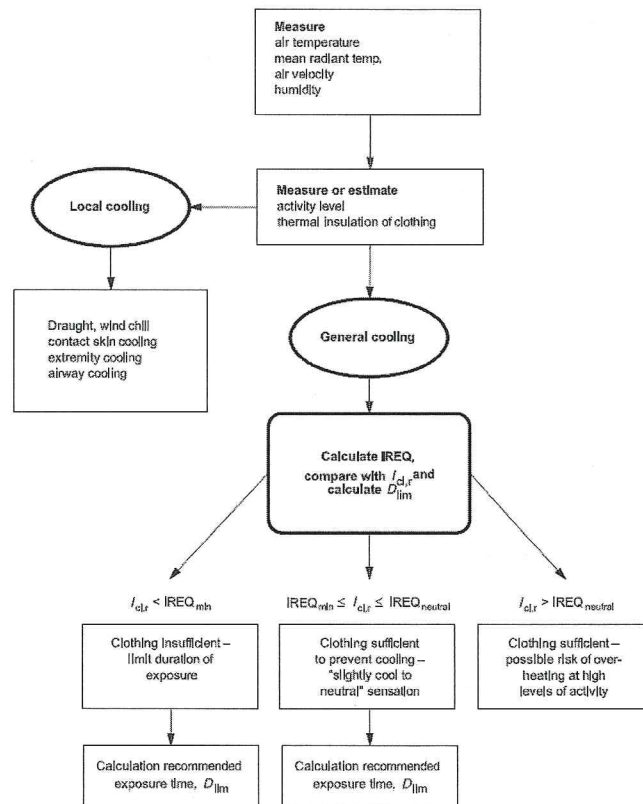 Measure
air temperature
mean radiant temp.
air velocity
humidity
Measure or estimate
activity level
thermal insulation of clothing
Local cooling
Draught, wind chill
contact skin cooling
extremity cooling
airway cooling
General cooling
Calculate IREQ,
compare with Icl,r and
calculate Dlim
Icl,r < IREQmin
IREQmin ≤ Icl,r ≤ IREQneutral
Icl,r > IREQneutral
Clothing insufficient –
limit duration of
exposure
Clothing sufficient
to prevent cooling –
"slightly cool to
neutral" sensation
Clothing sufficient –
possible risk of over-
heating at high
levels of activity
Calculation recommended
exposure time, Dlim
Calculation recommended
exposure time, Dlim